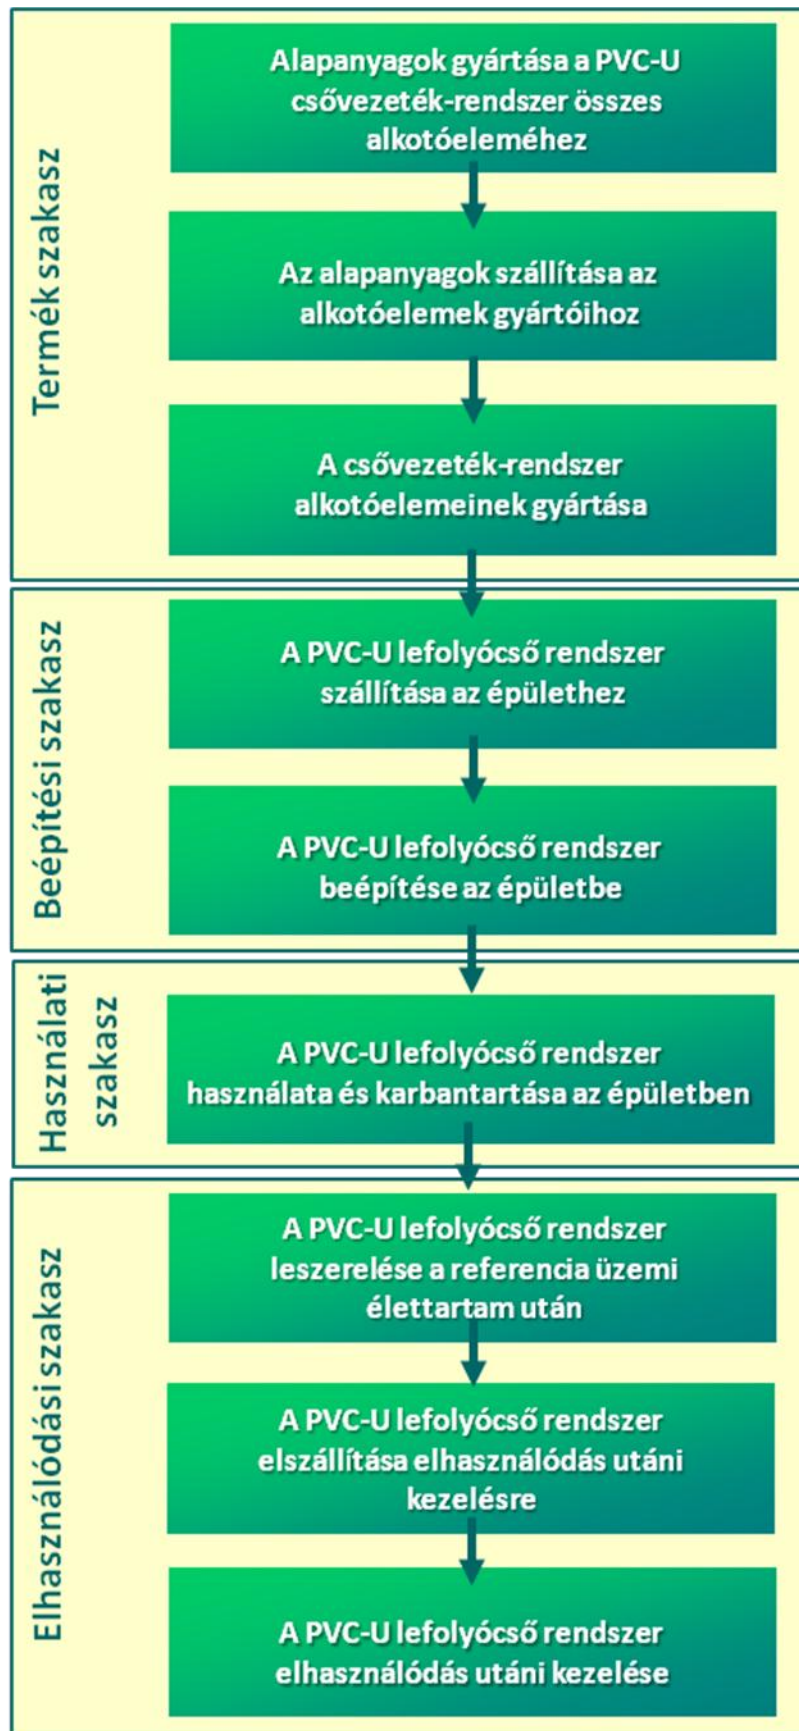 Termék szakasz
Alapanyagok gyártása a PVC-U
csővezeték-rendszer összes
alkotóeleméhez
Az alapanyagok szállítása az
alkotóelemek gyártóihoz
A csővezeték-rendszer
alkotóelemeinek gyártása
Beépítési szakasz
A PVC-U lefolyócső rendszer
szállítása az épülethez
A PVC-U lefolyócső rendszer
beépítése az épületbe
Használati
szakasz
A PVC-U lefolyócső rendszer
használata és karbantartása az épületben
Elhasználódási szakasz
A PVC-U lefolyócső rendszer
leszerelése a referencia üzemi
élettartam után
A PVC-U lefolyócső rendszer
elszállítása elhasználódás utáni
kezelésre
A PVC-U lefolyócső rendszer
elhasználódás utáni kezelése